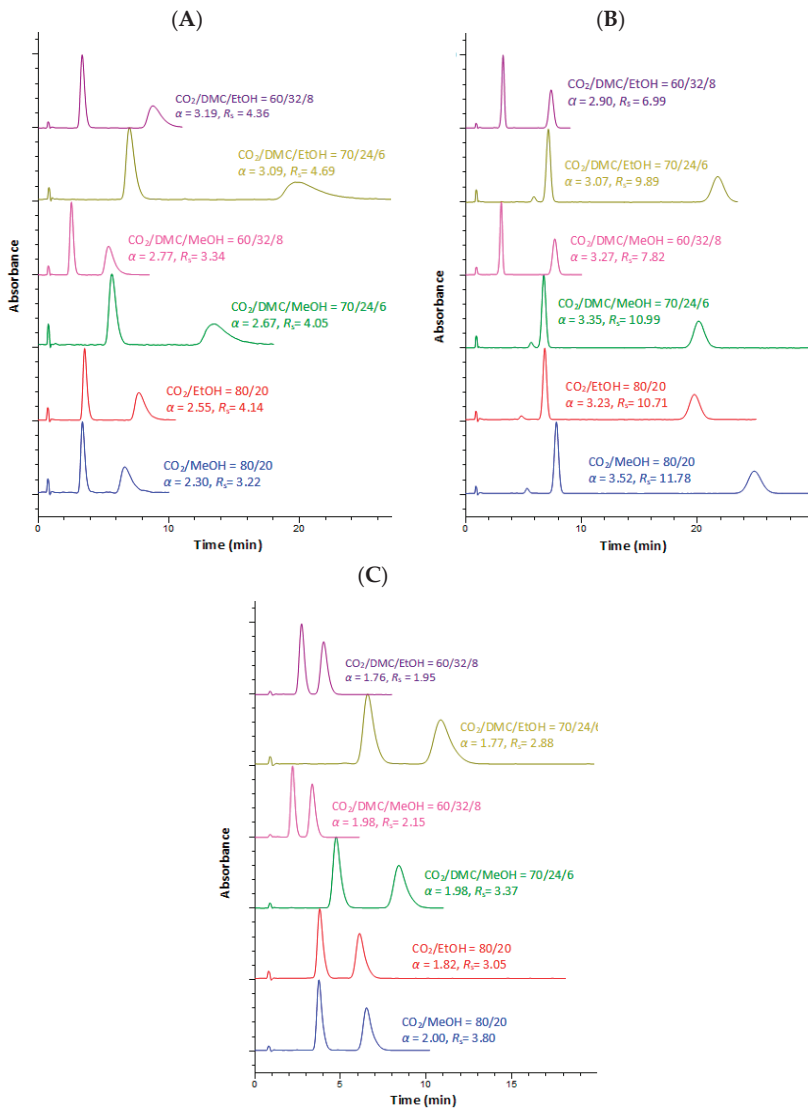 (A)
CO₂/DMC/EtOH = 60/32/8
α = 3.19, Rₛ = 4.36
CO₂/DMC/EtOH = 70/24/6
α = 3.09, Rₛ = 4.69
CO₂/DMC/MeOH = 60/32/8
α = 2.77, Rₛ = 3.34
CO₂/DMC/MeOH = 70/24/6
α = 2.67, Rₛ = 4.05
CO₂/EtOH = 80/20
α = 2.55, Rₛ = 4.14
CO₂/MeOH = 80/20
α = 2.30, Rₛ= 3.22
Absorbance
0 10 20
Time (min)
(B)
CO₂/DMC/EtOH = 60/32/8
α = 2.90, Rₛ = 6.99
CO₂/DMC/EtOH = 70/24/6
α = 3.07, Rₛ = 9.89
CO₂/DMC/MeOH = 60/32/8
α = 3.27, Rₛ = 7.82
CO₂/DMC/MeOH = 70/24/6
α = 3.35, Rₛ = 10.99
CO₂/EtOH = 80/20
α = 3.23, Rₛ = 10.71
CO₂/MeOH = 80/20
α = 3.52, Rₛ = 11.78
Absorbance
0 10 20
Time (min)
(C)
CO₂/DMC/EtOH = 60/32/8
α = 1.76, Rₛ = 1.95
CO₂/DMC/EtOH = 70/24/6
α = 1.77, Rₛ = 2.88
CO₂/DMC/MeOH = 60/32/8
α = 1.98, Rₛ = 2.15
CO₂/DMC/MeOH = 70/24/6
α = 1.98, Rₛ = 3.37
CO₂/EtOH = 80/20
α = 1.82, Rₛ = 3.05
CO₂/MeOH = 80/20
α = 2.00, Rₛ = 3.80
Absorbance
0 5 10 15
Time (min)